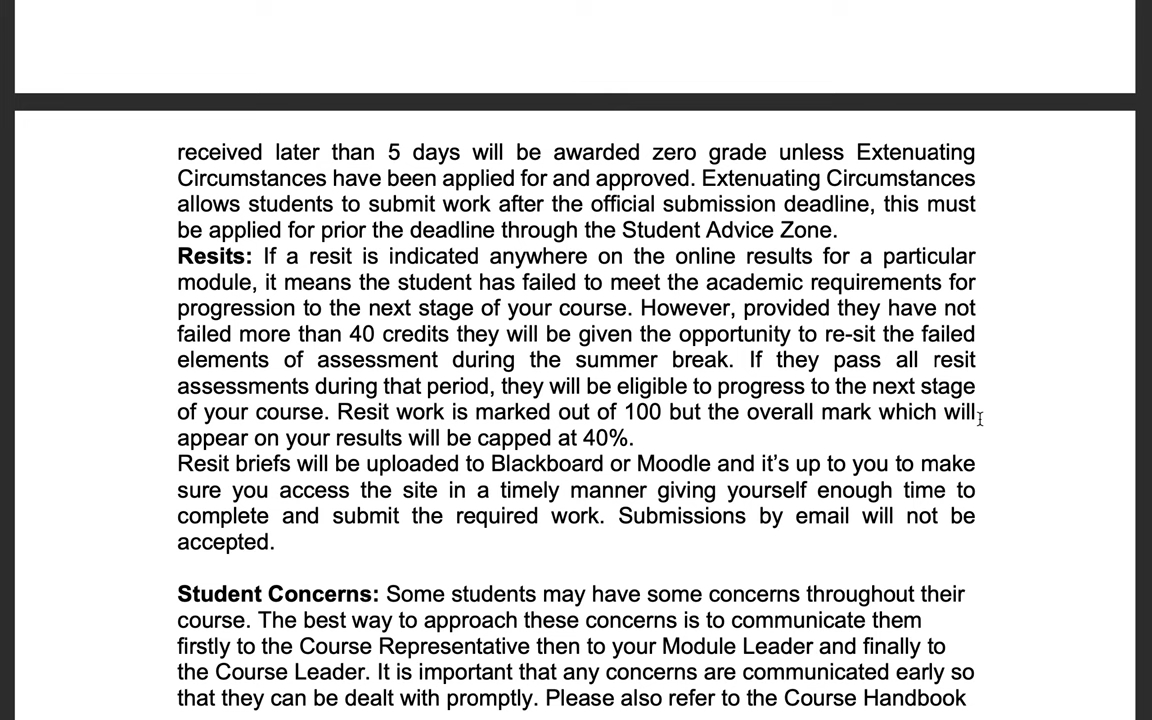 received later than 5 days will be awarded zero grade unless Extenuating
Circumstances have been applied for and approved. Extenuating Circumstances
allows students to submit work after the official submission deadline, this must
be applied for prior the deadline through the Student Advice Zone.
Resits: If a resit is indicated anywhere on the online results for a particular
module, it means the student has failed to meet the academic requirements for
progression to the next stage of your course. However, provided they have not
failed more than 40 credits they will be given the opportunity to re-sit the failed
elements of assessment during the summer break. If they pass all resit
assessments during that period, they will be eligible to progress to the next stage
of your course. Resit work is marked out of 100 but the overall mark which will
appear on your results will be capped at 40%.
Resit briefs will be uploaded to Blackboard or Moodle and it’s up to you to make
sure you access the site in a timely manner giving yourself enough time to
complete and submit the required work. Submissions by email will not be
accepted.
Student Concerns: Some students may have some concerns throughout their
course. The best way to approach these concerns is to communicate them
firstly to the Course Representative then to your Module Leader and finally to
the Course Leader. It is important that any concerns are communicated early so
that they can be dealt with promptly. Please also refer to the Course Handbook